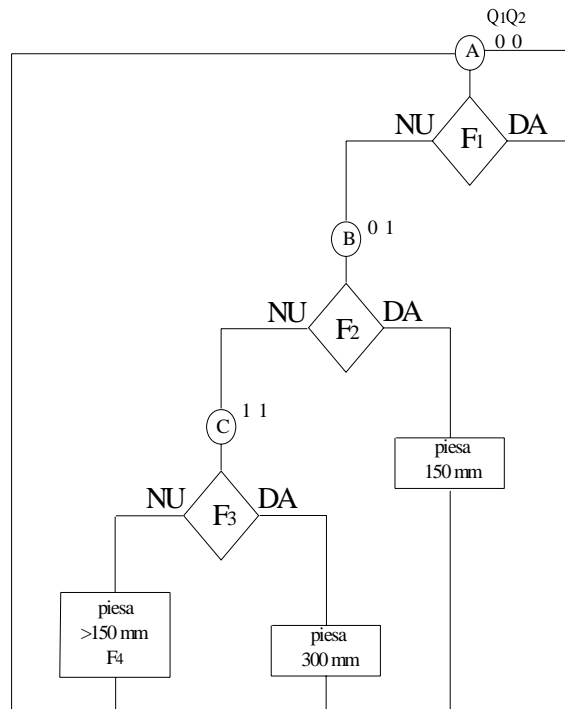 Q1Q2
0 0
A
NU
F1
DA
B
0 1
NU
F2
DA
C
1 1
piesa
150 mm
NU
F3
DA
piesa
>150 mm
F4
piesa
300 mm